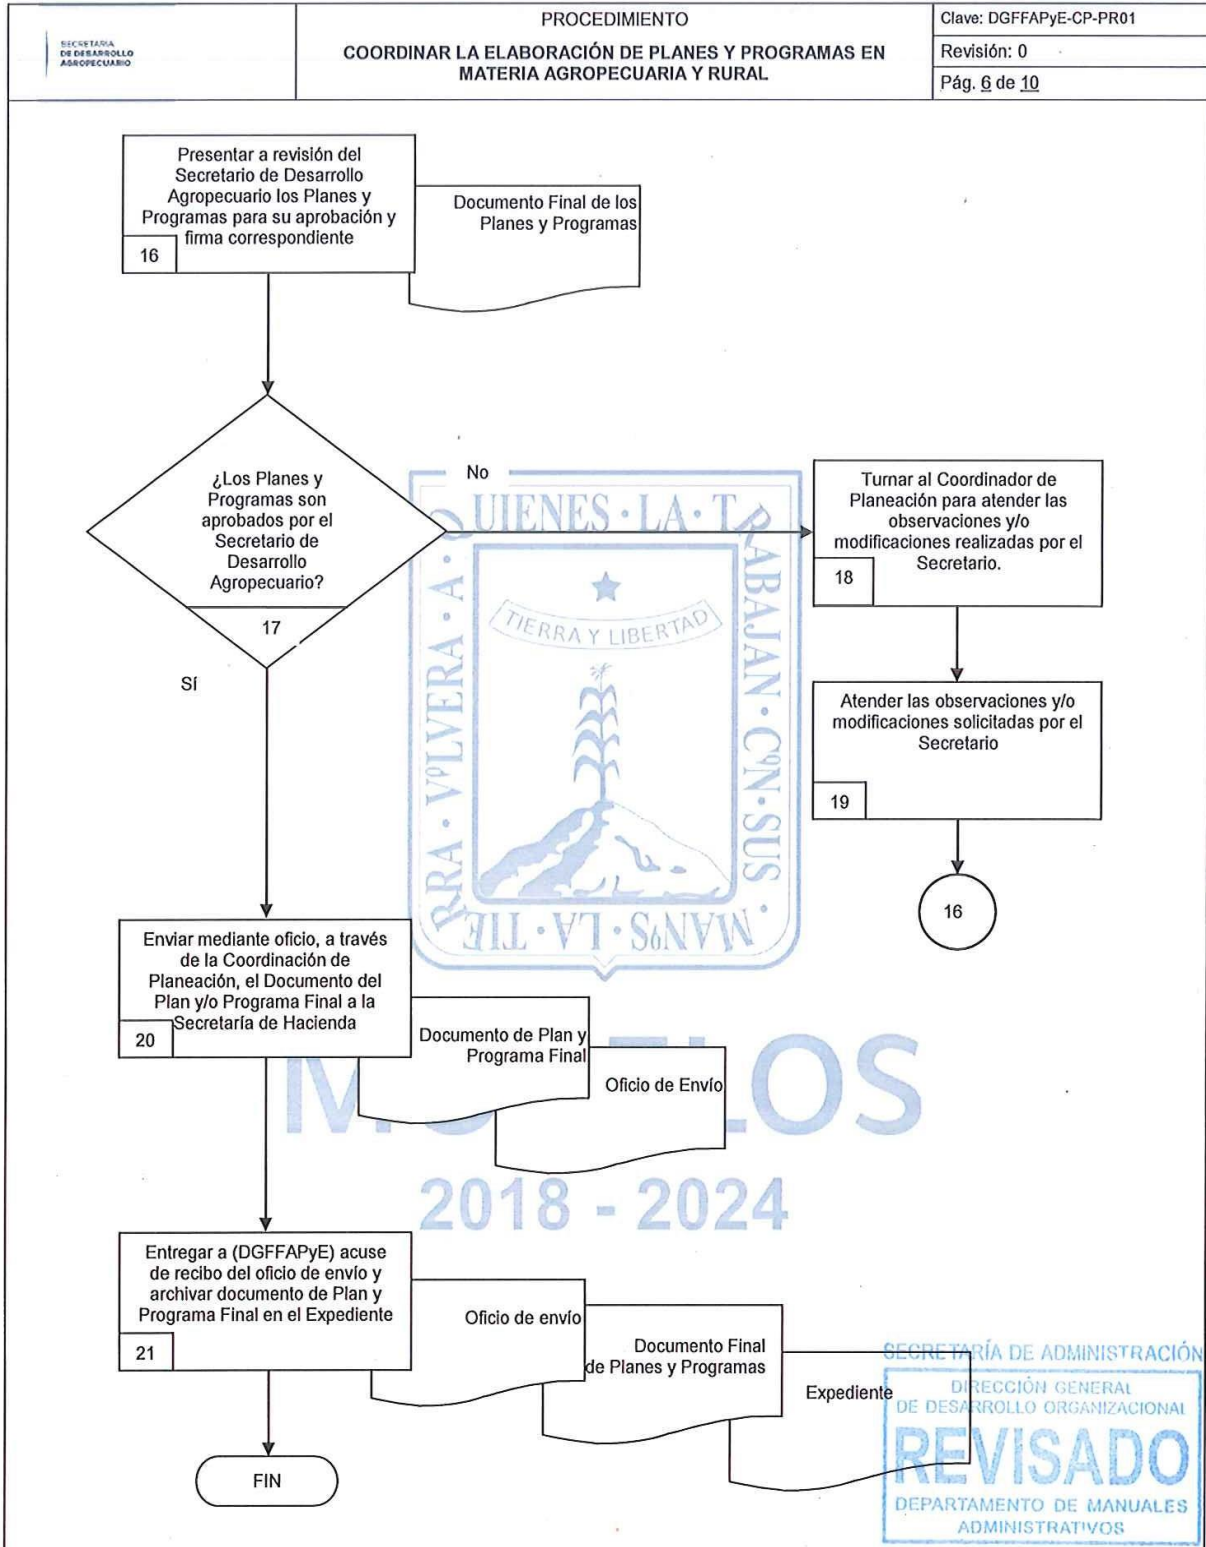 SECRETARÍA
DE DESARROLLO
AGROPECUARIO
PROCEDIMIENTO
COORDINAR LA ELABORACIÓN DE PLANES Y PROGRAMAS EN
MATERIA AGROPECUARIA Y RURAL
Clave: DGFFAPyE-CP-PR01
Revisión: 0
Pág. 6 de 10
Presentar a revisión del
Secretario de Desarrollo
Agropecuario los Planes y
Programas para su aprobación y
firma correspondiente
16
Documento Final de los
Planes y Programas
¿Los Planes y
Programas son
aprobados por el
Secretario de
Desarrollo
Agropecuario?
17
No
Sí
Turnar al Coordinador de
Planeación para atender las
observaciones y/o
modificaciones realizadas por el
Secretario.
18
Atender las observaciones y/o
modificaciones solicitadas por el
Secretario
19
16
RRA · VºLVERA · A · QUIENES · LA · TRABAJAN · CºN · SUS · MANºS · LA · TIE
TIERRA Y LIBERTAD
Enviar mediante oficio, a través
de la Coordinación de
Planeación, el Documento del
Plan y/o Programa Final a la
Secretaría de Hacienda
20
Documento de Plan y
Programa Final
Oficio de Envío
2018 - 2024
Entregar a (DGFFAPyE) acuse
de recibo del oficio de envío y
archivar documento de Plan y
Programa Final en el Expediente
21
Oficio de envío
Documento Final
de Planes y Programas
Expediente
FIN
SECRETARÍA DE ADMINISTRACIÓN
DIRECCIÓN GENERAL
DE DESARROLLO ORGANIZACIONAL
REVISADO
DEPARTAMENTO DE MANUALES
ADMINISTRATIVOS